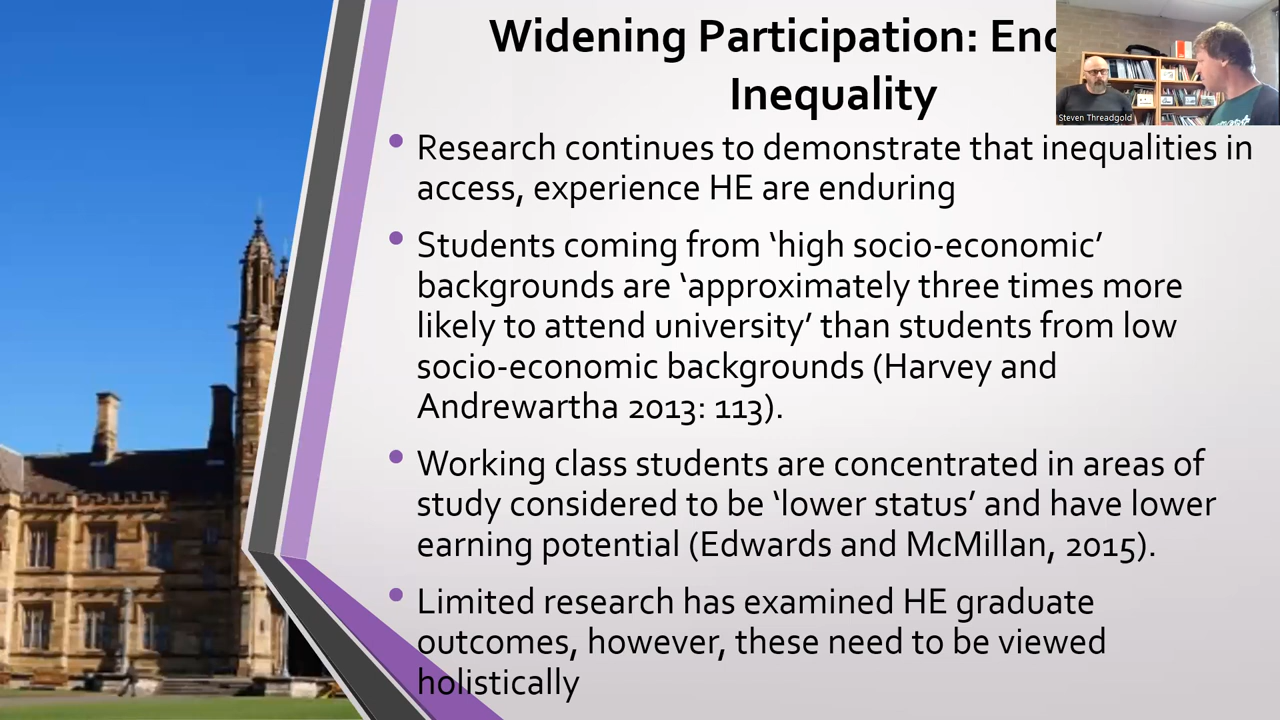 Widening Participation: End
Inequality
Steven Threadgold
• Research continues to demonstrate that inequalities in
access, experience HE are enduring
• Students coming from ‘high socio-economic’
backgrounds are ‘approximately three times more
likely to attend university’ than students from low
socio-economic backgrounds (Harvey and
Andrewartha 2013: 113).
• Working class students are concentrated in areas of
study considered to be ‘lower status’ and have lower
earning potential (Edwards and McMillan, 2015).
• Limited research has examined HE graduate
outcomes, however, these need to be viewed
holistically